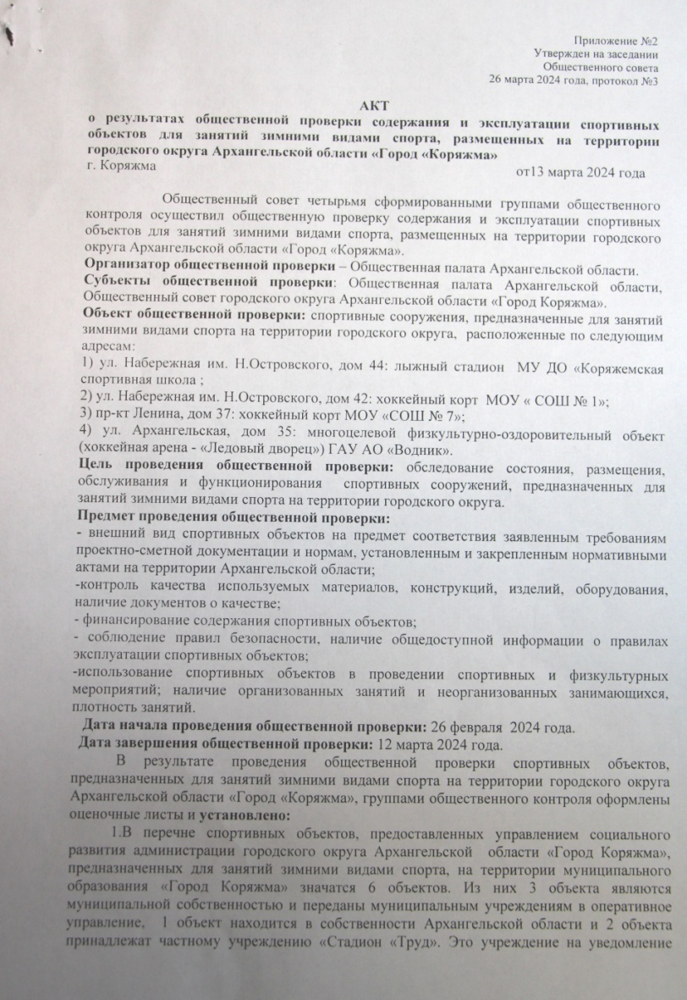 Приложение №2
Утвержден на заседании
Общественного совета
26 марта 2024 года, протокол №3
АКТ
о результатах общественной проверки содержания и эксплуатации спортивных
объектов для занятий зимними видами спорта, размещенных на территории
городского округа Архангельской области «Город «Коряжма»
г. Коряжма
от13 марта 2024 года
Общественный совет четырьмя сформированными группами общественного
контроля осуществил общественную проверку содержания и эксплуатации спортивных
объектов для занятий зимними видами спорта, размещенных на территории городского
округа Архангельской области «Город «Коряжма».
Организатор общественной проверки – Общественная палата Архангельской области.
Субъекты общественной проверки: Общественная палата Архангельской области,
Общественный совет городского округа Архангельской области «Город Коряжма».
Объект общественной проверки: спортивные сооружения, предназначенные для занятий
зимними видами спорта на территории городского округа, расположенные по следующим
адресам:
1) ул. Набережная им. Н.Островского, дом 44: лыжный стадион МУ ДО «Коряжемская
спортивная школа ;
2) ул. Набережная им. Н.Островского, дом 42: хоккейный корт МОУ « СОШ № 1»;
3) пр-кт Ленина, дом 37: хоккейный корт МОУ «СОШ № 7»;
4) ул. Архангельская, дом 35: многоцелевой физкультурно-оздоровительный объект
(хоккейная арена - «Ледовый дворец») ГАУ АО «Водник».
Цель проведения общественной проверки: обследование состояния, размещения,
обслуживания и функционирования спортивных сооружений, предназначенных для
занятий зимними видами спорта на территории городского округа.
Предмет проведения общественной проверки:
- внешний вид спортивных объектов на предмет соответствия заявленным требованиям
проектно-сметной документации и нормам, установленным и закрепленным нормативными
актами на территории Архангельской области;
-контроль качества используемых материалов, конструкций, изделий, оборудования,
наличие документов о качестве;
- финансирование содержания спортивных объектов;
- соблюдение правил безопасности, наличие общедоступной информации о правилах
эксплуатации спортивных объектов;
-использование спортивных объектов в проведении спортивных и физкультурных
мероприятий; наличие организованных занятий и неорганизованных занимающихся,
плотность занятий.
Дата начала проведения общественной проверки: 26 февраля 2024 года.
Дата завершения общественной проверки: 12 марта 2024 года.
В результате проведения общественной проверки спортивных объектов,
предназначенных для занятий зимними видами спорта на территории городского округа
Архангельской области «Город «Коряжма», группами общественного контроля оформлены
оценочные листы и установлено:
1.В перечне спортивных объектов, предоставленных управлением социального
развития администрации городского округа Архангельской области «Город Коряжма»,
предназначенных для занятий зимними видами спорта, на территории муниципального
образования «Город Коряжма» значатся 6 объектов. Из них 3 объекта являются
муниципальной собственностью и переданы муниципальным учреждениям в оперативное
управление, 1 объект находится в собственности Архангельской области и 2 объекта
принадлежат частному учреждению «Стадион «Труд». Это учреждение на уведомление